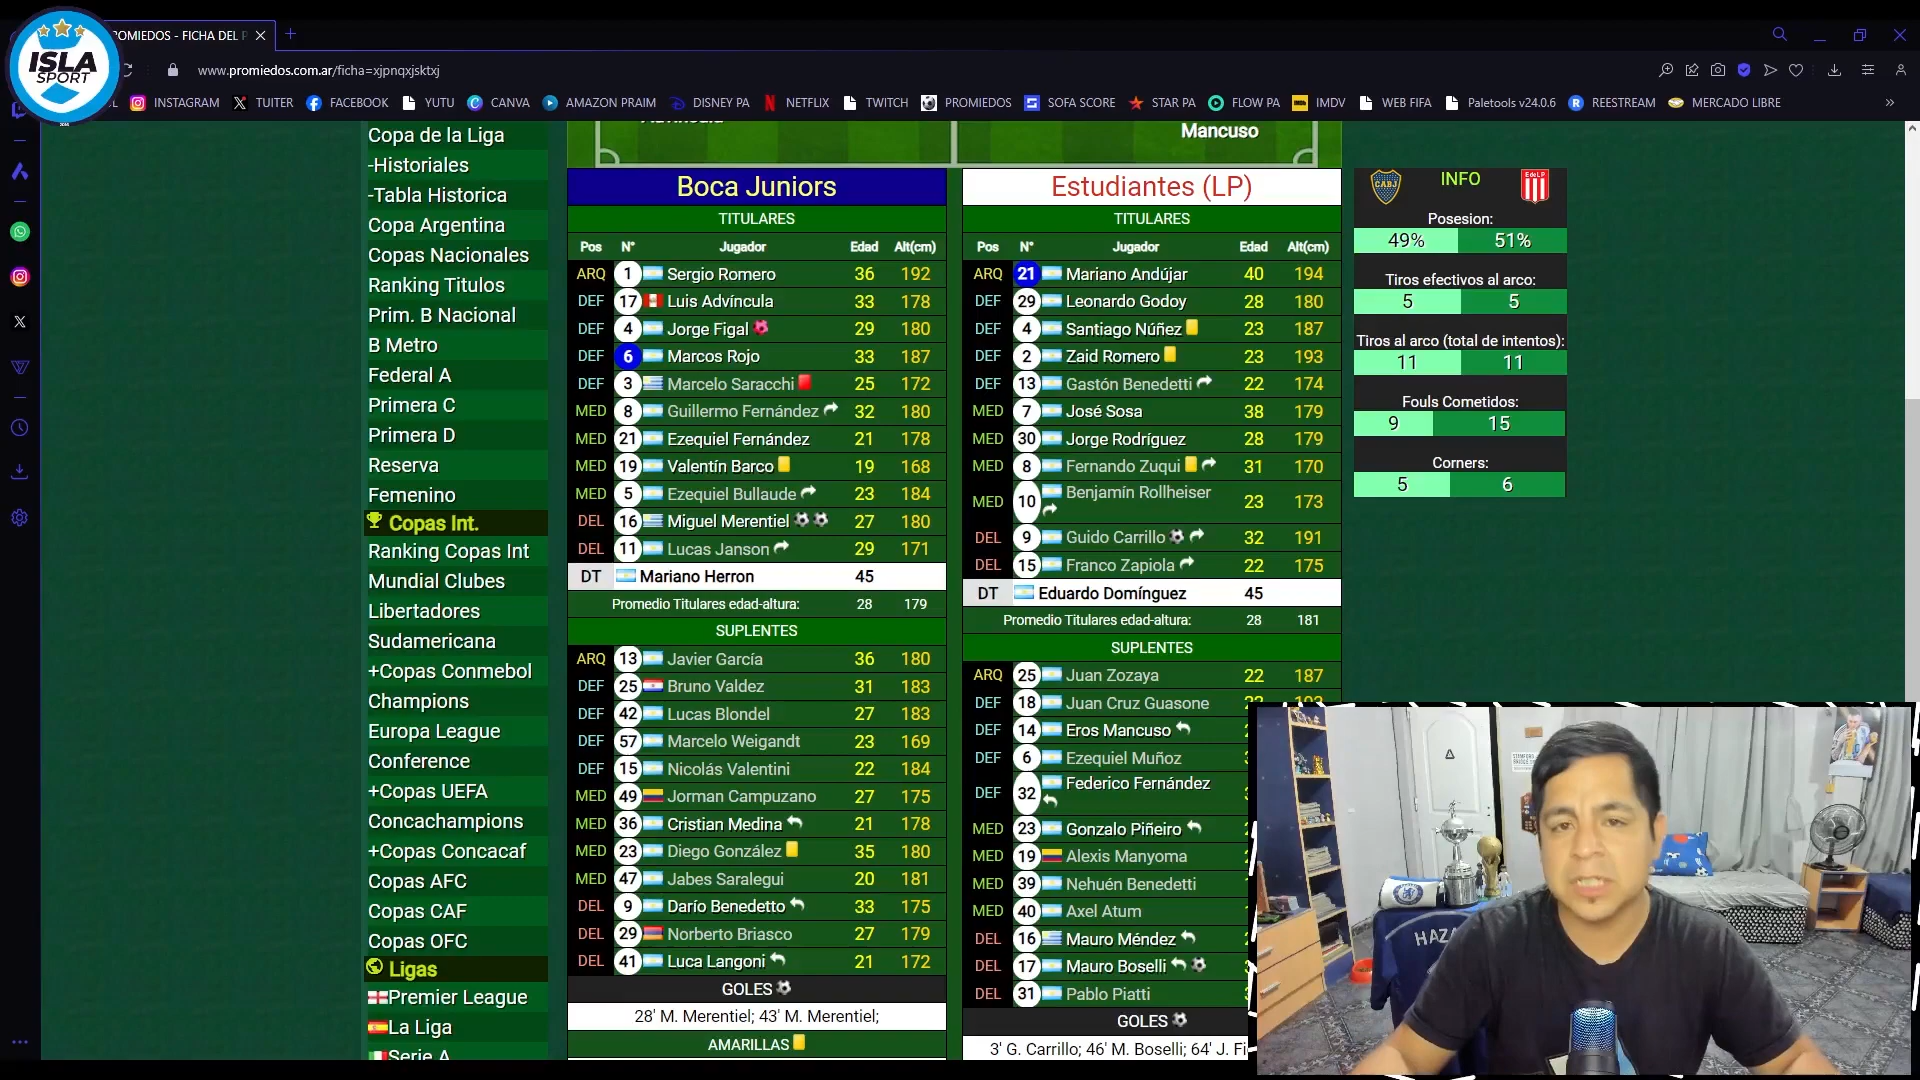 ISLA
SPORT
PROMIEDOS - FICHA DEL P
www.promiedos.com.ar/ficha=xjpnqxjsktxj
INSTAGRAM TUITER FACEBOOK YUTU CANVA AMAZON PRAIM DISNEY PA NETFLIX TWITCH PROMIEDOS SOFA SCORE STAR PA FLOW PA IMDV WEB FIFA Paletools v24.0.6 REESTREAM MERCADO LIBRE
Copa de la Liga
-Historiales
-Tabla Historica
Copa Argentina
Copas Nacionales
Ranking Titulos
Prim. B Nacional
B Metro
Federal A
Primera C
Primera D
Reserva
Femenino
Copas Int.
Ranking Copas Int
Mundial Clubes
Libertadores
Sudamericana
+Copas Conmebol
Champions
Europa League
Conference
+Copas UEFA
Concachampions
+Copas Concacaf
Copas AFC
Copas CAF
Copas OFC
Ligas
Premier League
La Liga
Serie A
Mancuso
Boca Juniors
TITULARES
Pos N° Jugador Edad Alt(cm)
ARQ 1 Sergio Romero 36 192
DEF 17 Luis Advíncula 33 178
DEF 4 Jorge Figal 29 180
DEF 6 Marcos Rojo 33 187
DEF 3 Marcelo Saracchi 25 172
MED 8 Guillermo Fernández 32 180
MED 21 Ezequiel Fernández 21 178
MED 19 Valentín Barco 19 168
MED 5 Ezequiel Bullaude 23 184
DEL 16 Miguel Merentiel 27 180
DEL 11 Lucas Janson 29 171
DT Mariano Herron 45
Promedio Titulares edad-altura: 28 179
SUPLENTES
ARQ 13 Javier García 36 180
DEF 25 Bruno Valdez 31 183
DEF 42 Lucas Blondel 27 183
DEF 57 Marcelo Weigandt 23 169
DEF 15 Nicolás Valentini 22 184
MED 49 Jorman Campuzano 27 175
MED 36 Cristian Medina 21 178
MED 23 Diego González 35 180
MED 47 Jabes Saralegui 20 181
DEL 9 Darío Benedetto 33 175
DEL 29 Norberto Briasco 27 179
DEL 41 Luca Langoni 21 172
GOLES
28' M. Merentiel; 43' M. Merentiel;
AMARILLAS
Estudiantes (LP)
TITULARES
Pos N° Jugador Edad Alt(cm)
ARQ 21 Mariano Andújar 40 194
DEF 29 Leonardo Godoy 28 180
DEF 4 Santiago Núñez 23 187
DEF 2 Zaid Romero 23 193
DEF 13 Gastón Benedetti 22 174
MED 7 José Sosa 38 179
MED 30 Jorge Rodríguez 28 179
MED 8 Fernando Zuqui 31 170
MED 10 Benjamín Rollheiser 23 173
DEL 9 Guido Carrillo 32 191
DEL 15 Franco Zapiola 22 175
DT Eduardo Domínguez 45
Promedio Titulares edad-altura: 28 181
SUPLENTES
ARQ 25 Juan Zozaya 22 187
DEF 18 Juan Cruz Guasone
DEF 14 Eros Mancuso
DEF 6 Ezequiel Muñoz
DEF 32 Federico Fernández
MED 23 Gonzalo Piñeiro
MED 19 Alexis Manyoma
MED 39 Nehuén Benedetti
MED 40 Axel Atum
DEL 16 Mauro Méndez
DEL 17 Mauro Boselli
DEL 31 Pablo Piatti
GOLES
3' G. Carrillo; 46' M. Boselli; 64' J. Fi
INFO
Posesion:
49% 51%
Tiros efectivos al arco:
5 5
Tiros al arco (total de intentos):
11 11
Fouls Cometidos:
9 15
Corners:
5 6
HAZA